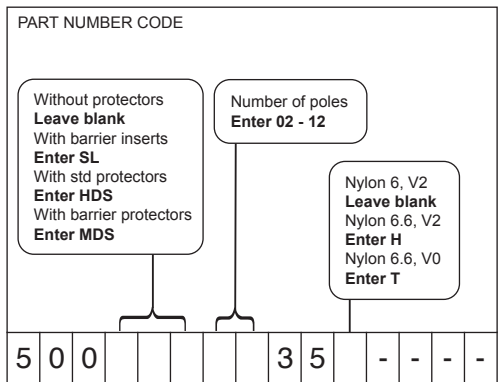 PART NUMBER CODE
Without protectors
Leave blank
With barrier inserts
Enter SL
With std protectors
Enter HDS
With barrier protectors
Enter MDS
Number of poles
Enter 02 - 12
Nylon 6, V2
Leave blank
Nylon 6.6, V2
Enter H
Nylon 6.6, V0
Enter T
5 0 0 3 5 - - - -